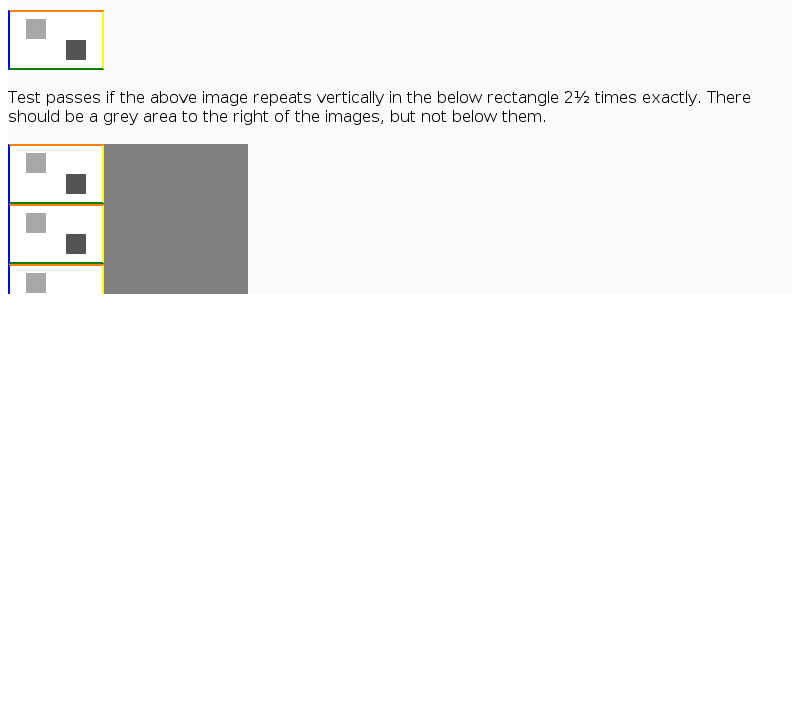 Test passes if the above image repeats vertically in the below rectangle 2½ times exactly. There
should be a grey area to the right of the images, but not below them.